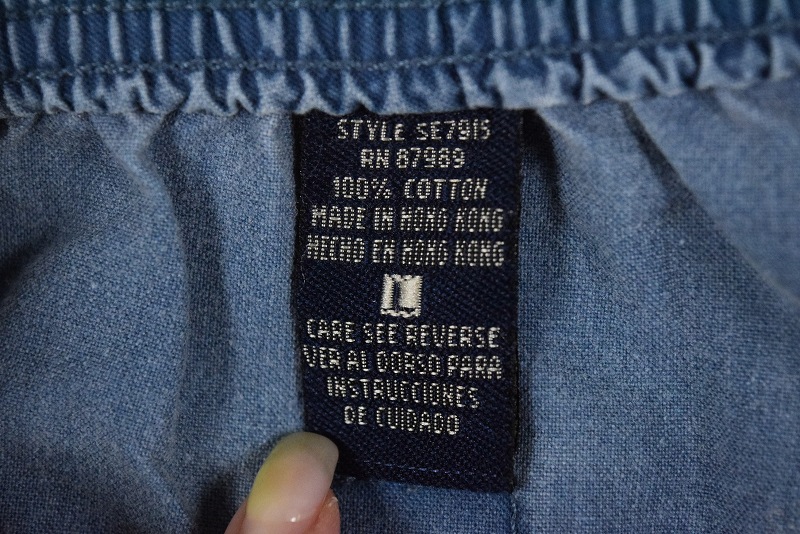 STYLE SE7915
RN 87989
100% COTTON
MADE IN HONG KONG
HECHO EN HONG KONG
L
CARE SEE REVERSE
VER AL DORSO PARA
INSTRUCCIONES
DE CUIDADO